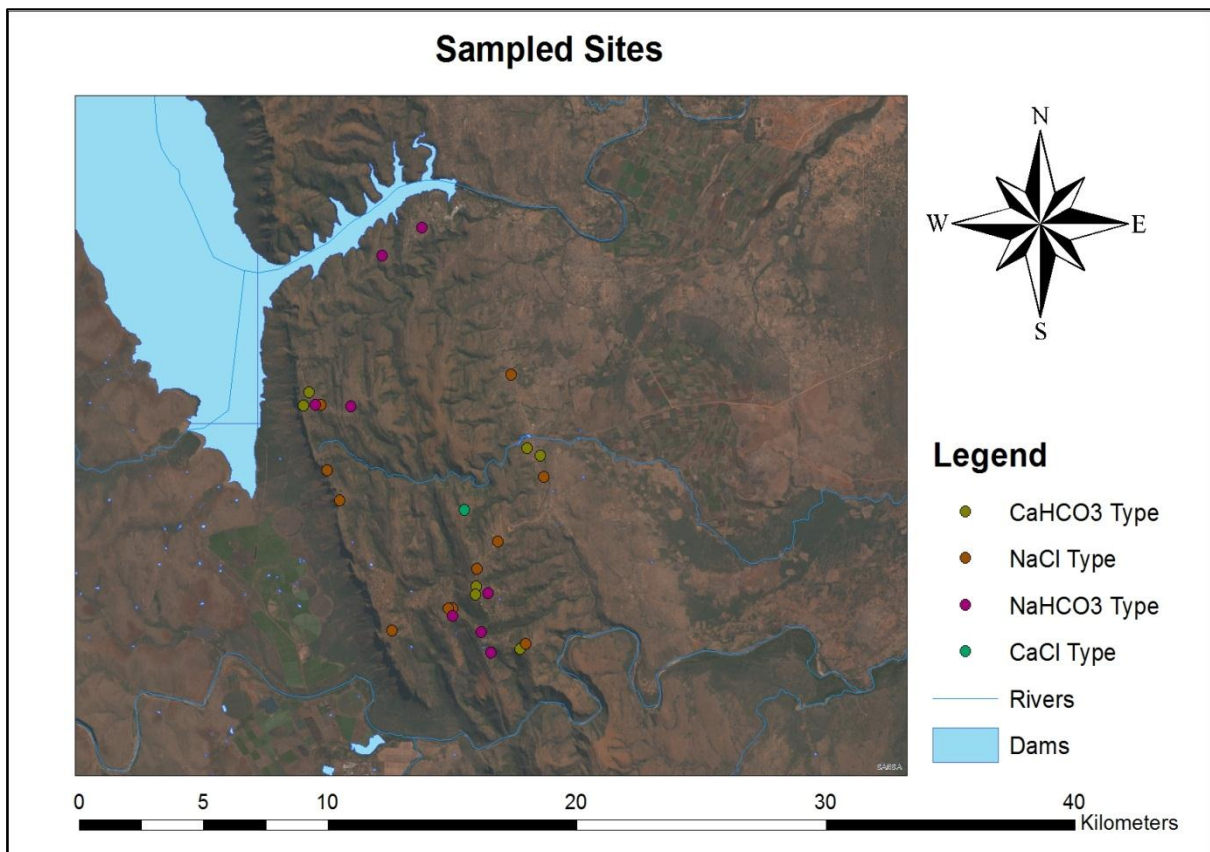 Sampled Sites
N
W
E
S
Legend
CaHCO3 Type
NaCl Type
NaHCO3 Type
CaCl Type
Rivers
Dams
0 5 10 20 30 40
Kilometers